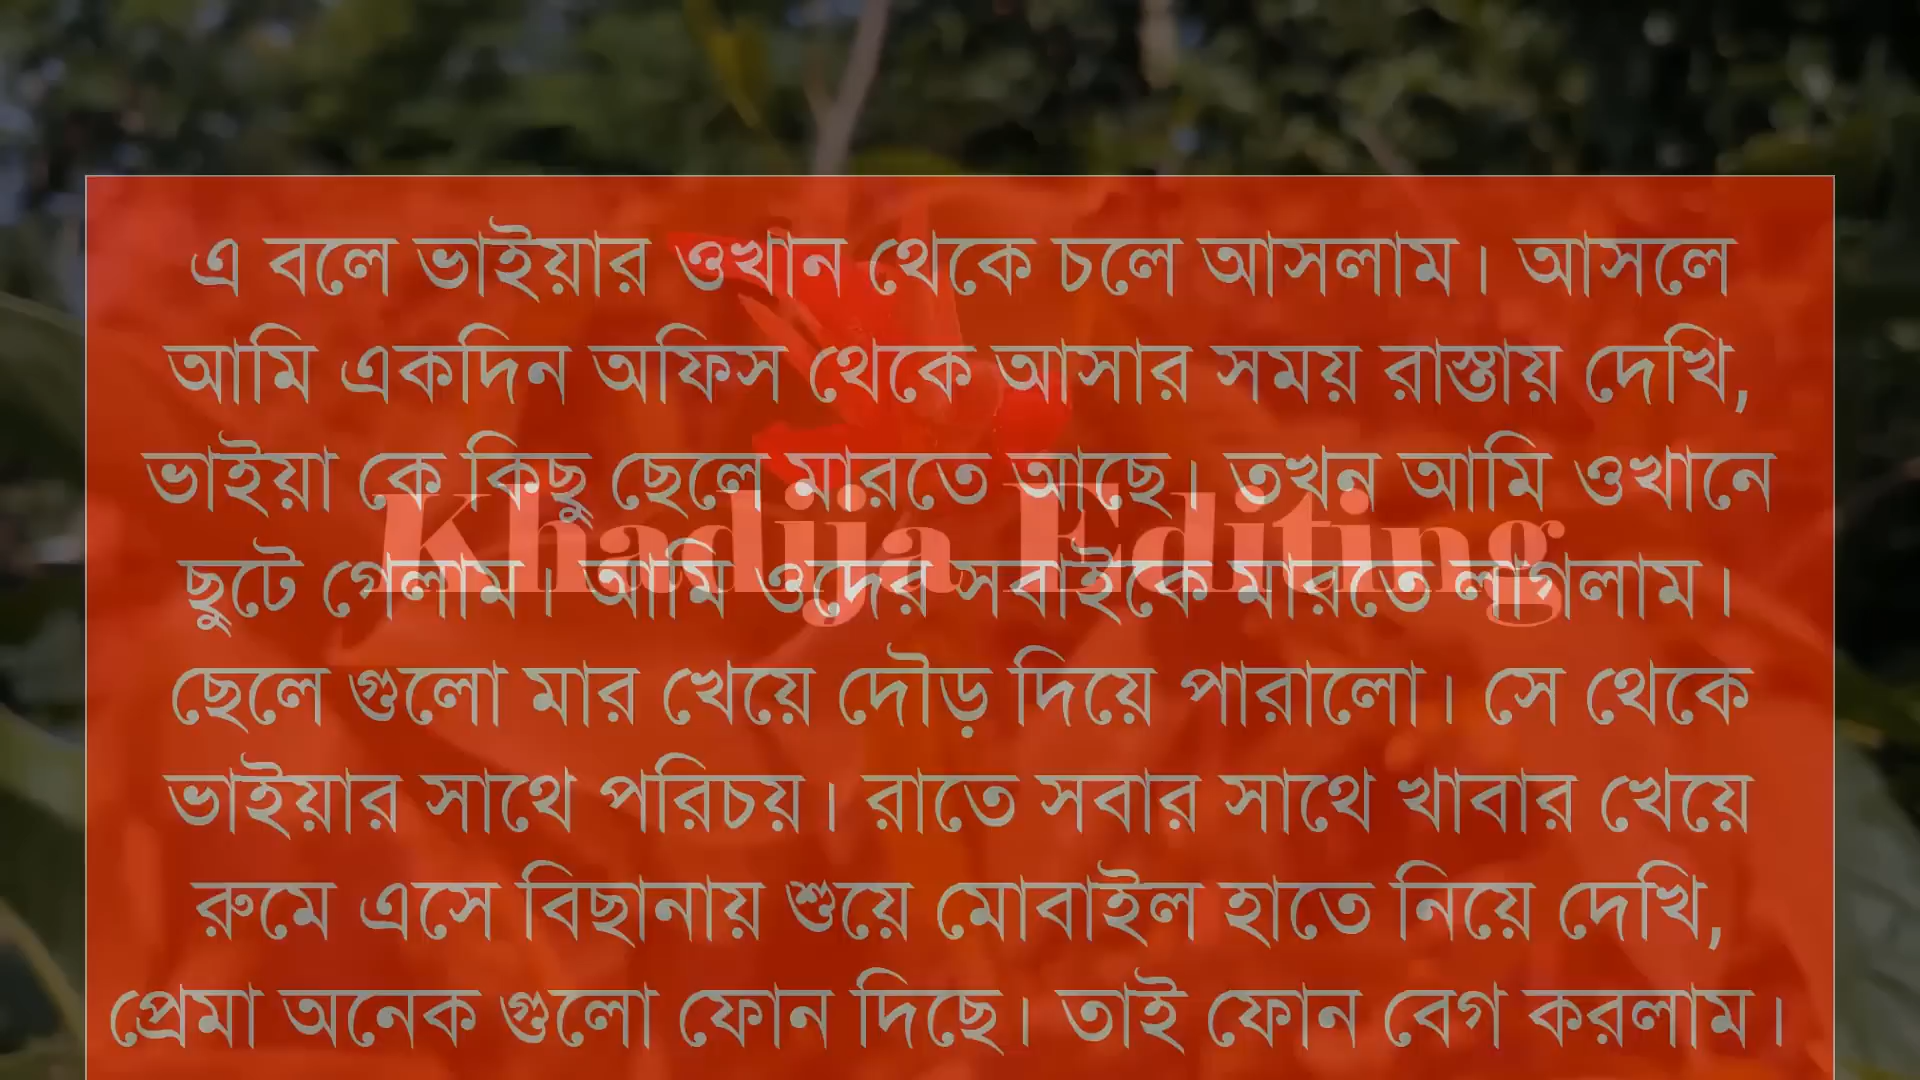 এ বলে ভাইয়ার ওখান থেকে চলে আসলাম। আসলে
আমি একদিন অফিস থেকে আসার সময় রাস্তায় দেখি,
ভাইয়া কে কিছু ছেলে মারতে আছে। তখন আমি ওখানে
Khadija Editing
ছুটে গেলাম। আমি ওদের সবাইকে মারতে লাগলাম।
ছেলে গুলো মার খেয়ে দৌড় দিয়ে পারালো। সে থেকে
ভাইয়ার সাথে পরিচয়। রাতে সবার সাথে খাবার খেয়ে
রুমে এসে বিছানায় শুয়ে মোবাইল হাতে নিয়ে দেখি,
প্রেমা অনেক গুলো ফোন দিছে। তাই ফোন বেগ করলাম।